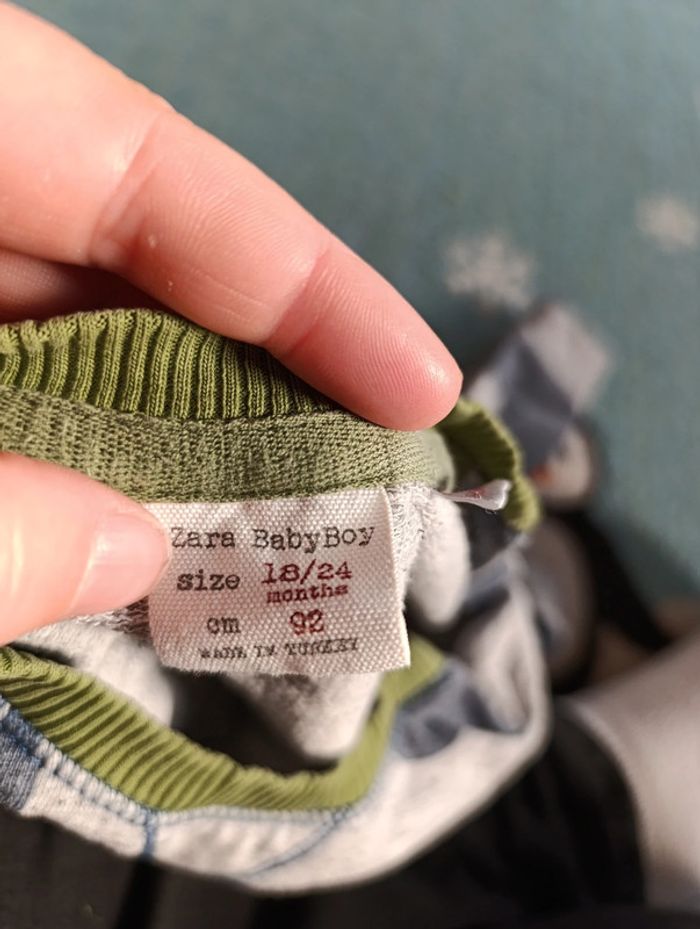 Zara BabyBoy
size 18/24
months
cm 92
MADE IN TURKEY